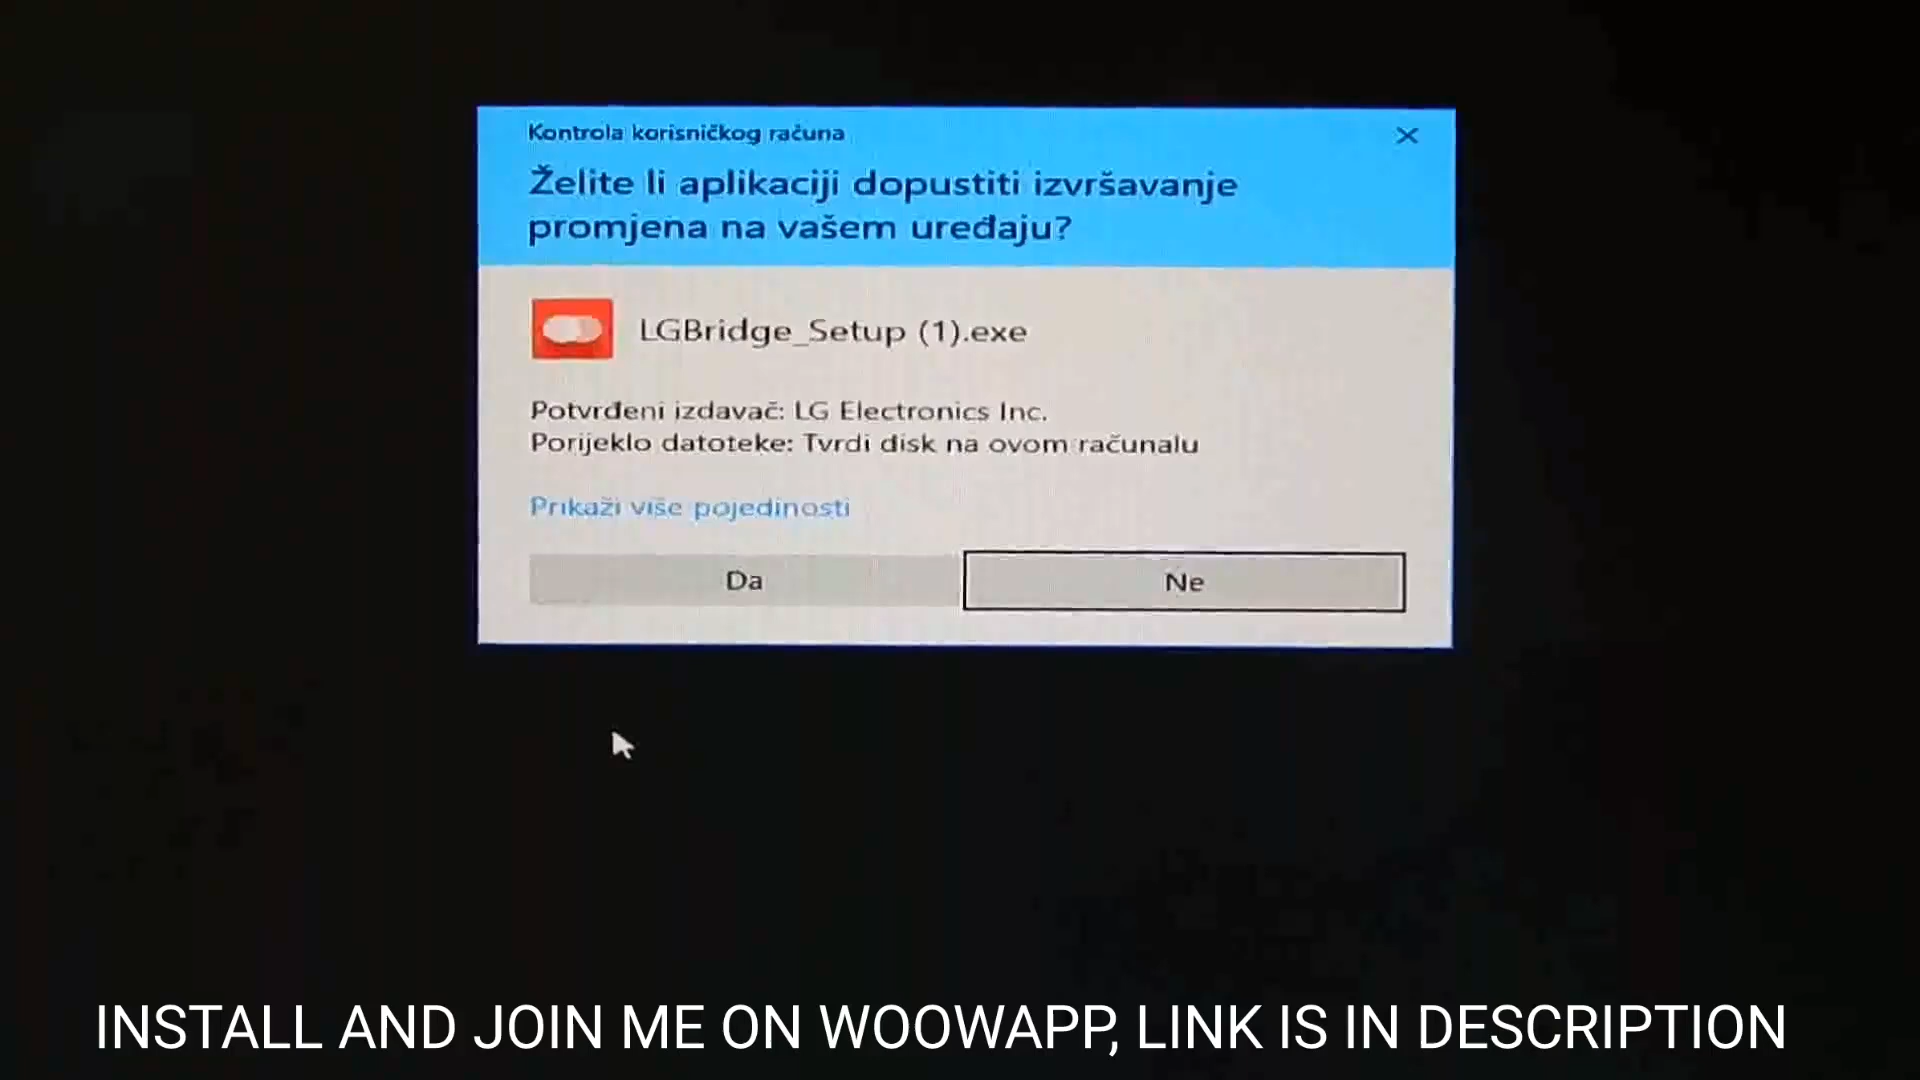 Kontrola korisničkog računa
Želite li aplikaciji dopustiti izvršavanje
promjena na vašem uređaju?
LGBridge_Setup (1).exe
Potvrđeni izdavač: LG Electronics Inc.
Porijeklo datoteke: Tvrdi disk na ovom računalu
Prikaži više pojedinosti
Da
Ne
INSTALL AND JOIN ME ON WOOWAPP, LINK IS IN DESCRIPTION